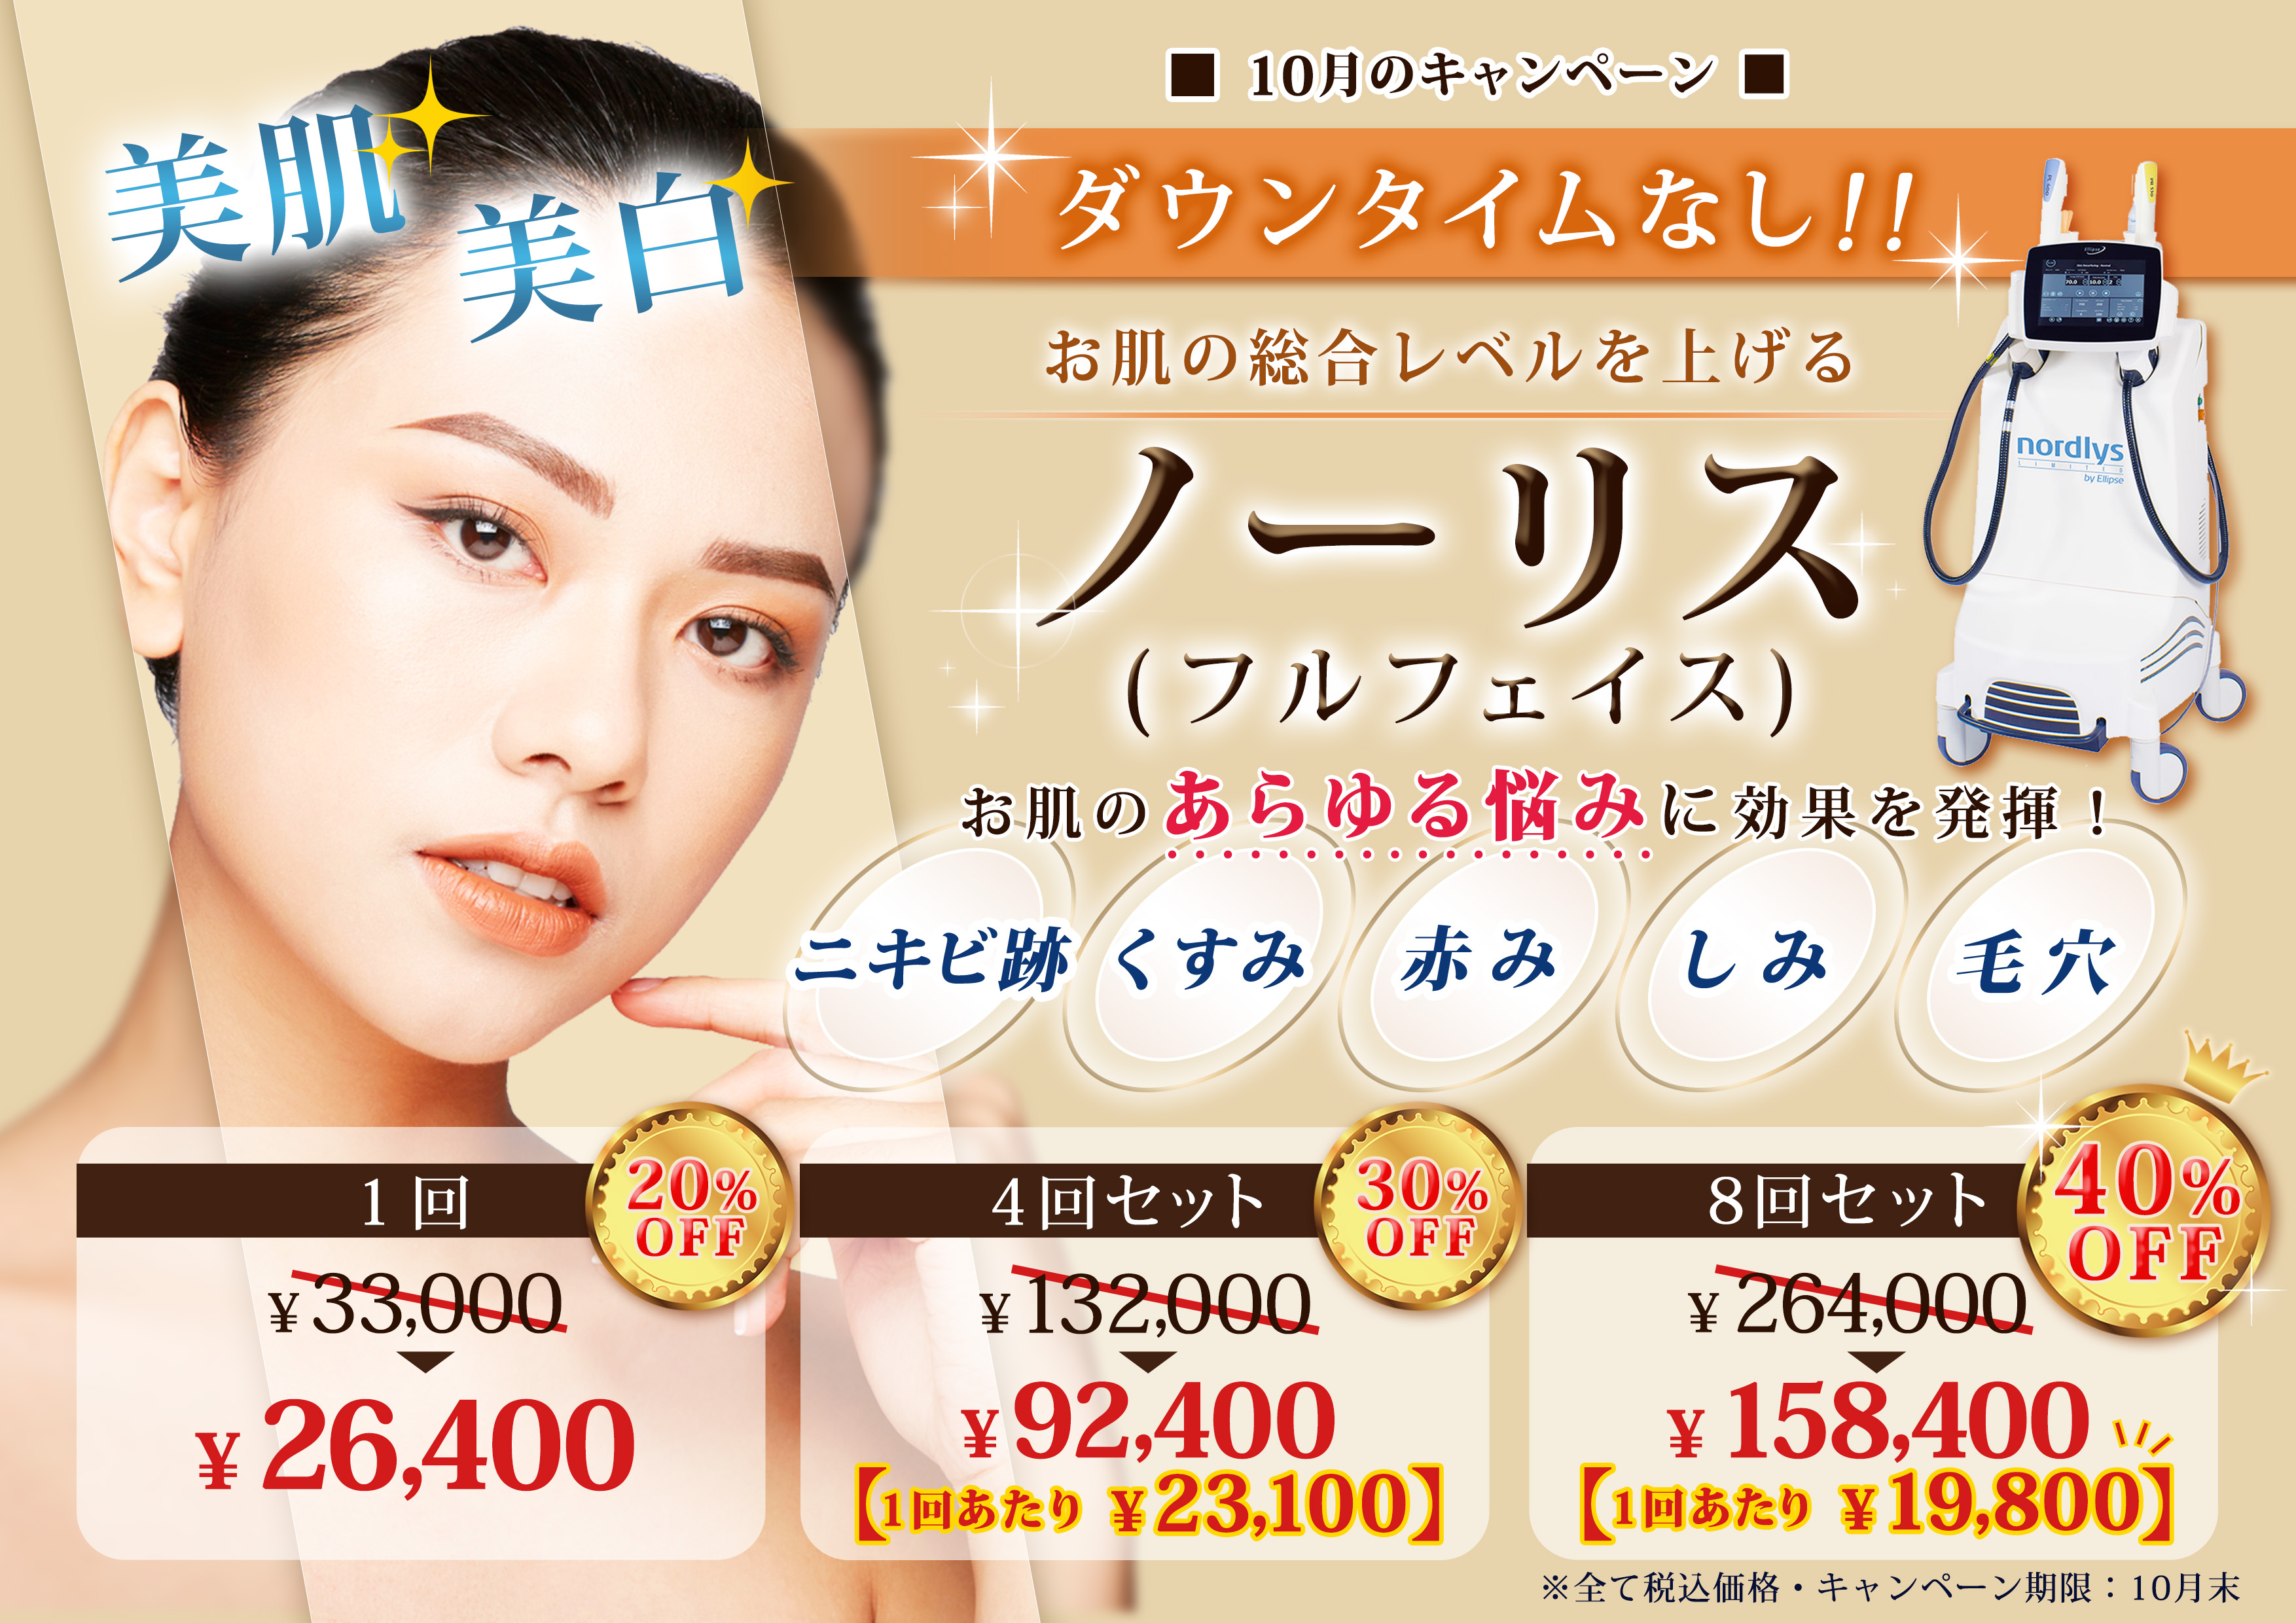 ■ 10月のキャンペーン ■
美肌
美白
ダウンタイムなし!!
お肌の総合レベルを上げる
ノーリス
(フルフェイス)
nordlys
LIMITED
by Ellipse
お肌のあらゆる悩みに効果を発揮！
ニキビ跡 くすみ 赤み しみ 毛穴
1回
20%
OFF
¥33,000
¥26,400
4回セット
30%
OFF
¥132,000
¥92,400
【1回あたり ¥23,100】
8回セット
40%
OFF
¥264,000
¥158,400
【1回あたり ¥19,800】
※全て税込価格・キャンペーン期限：10月末